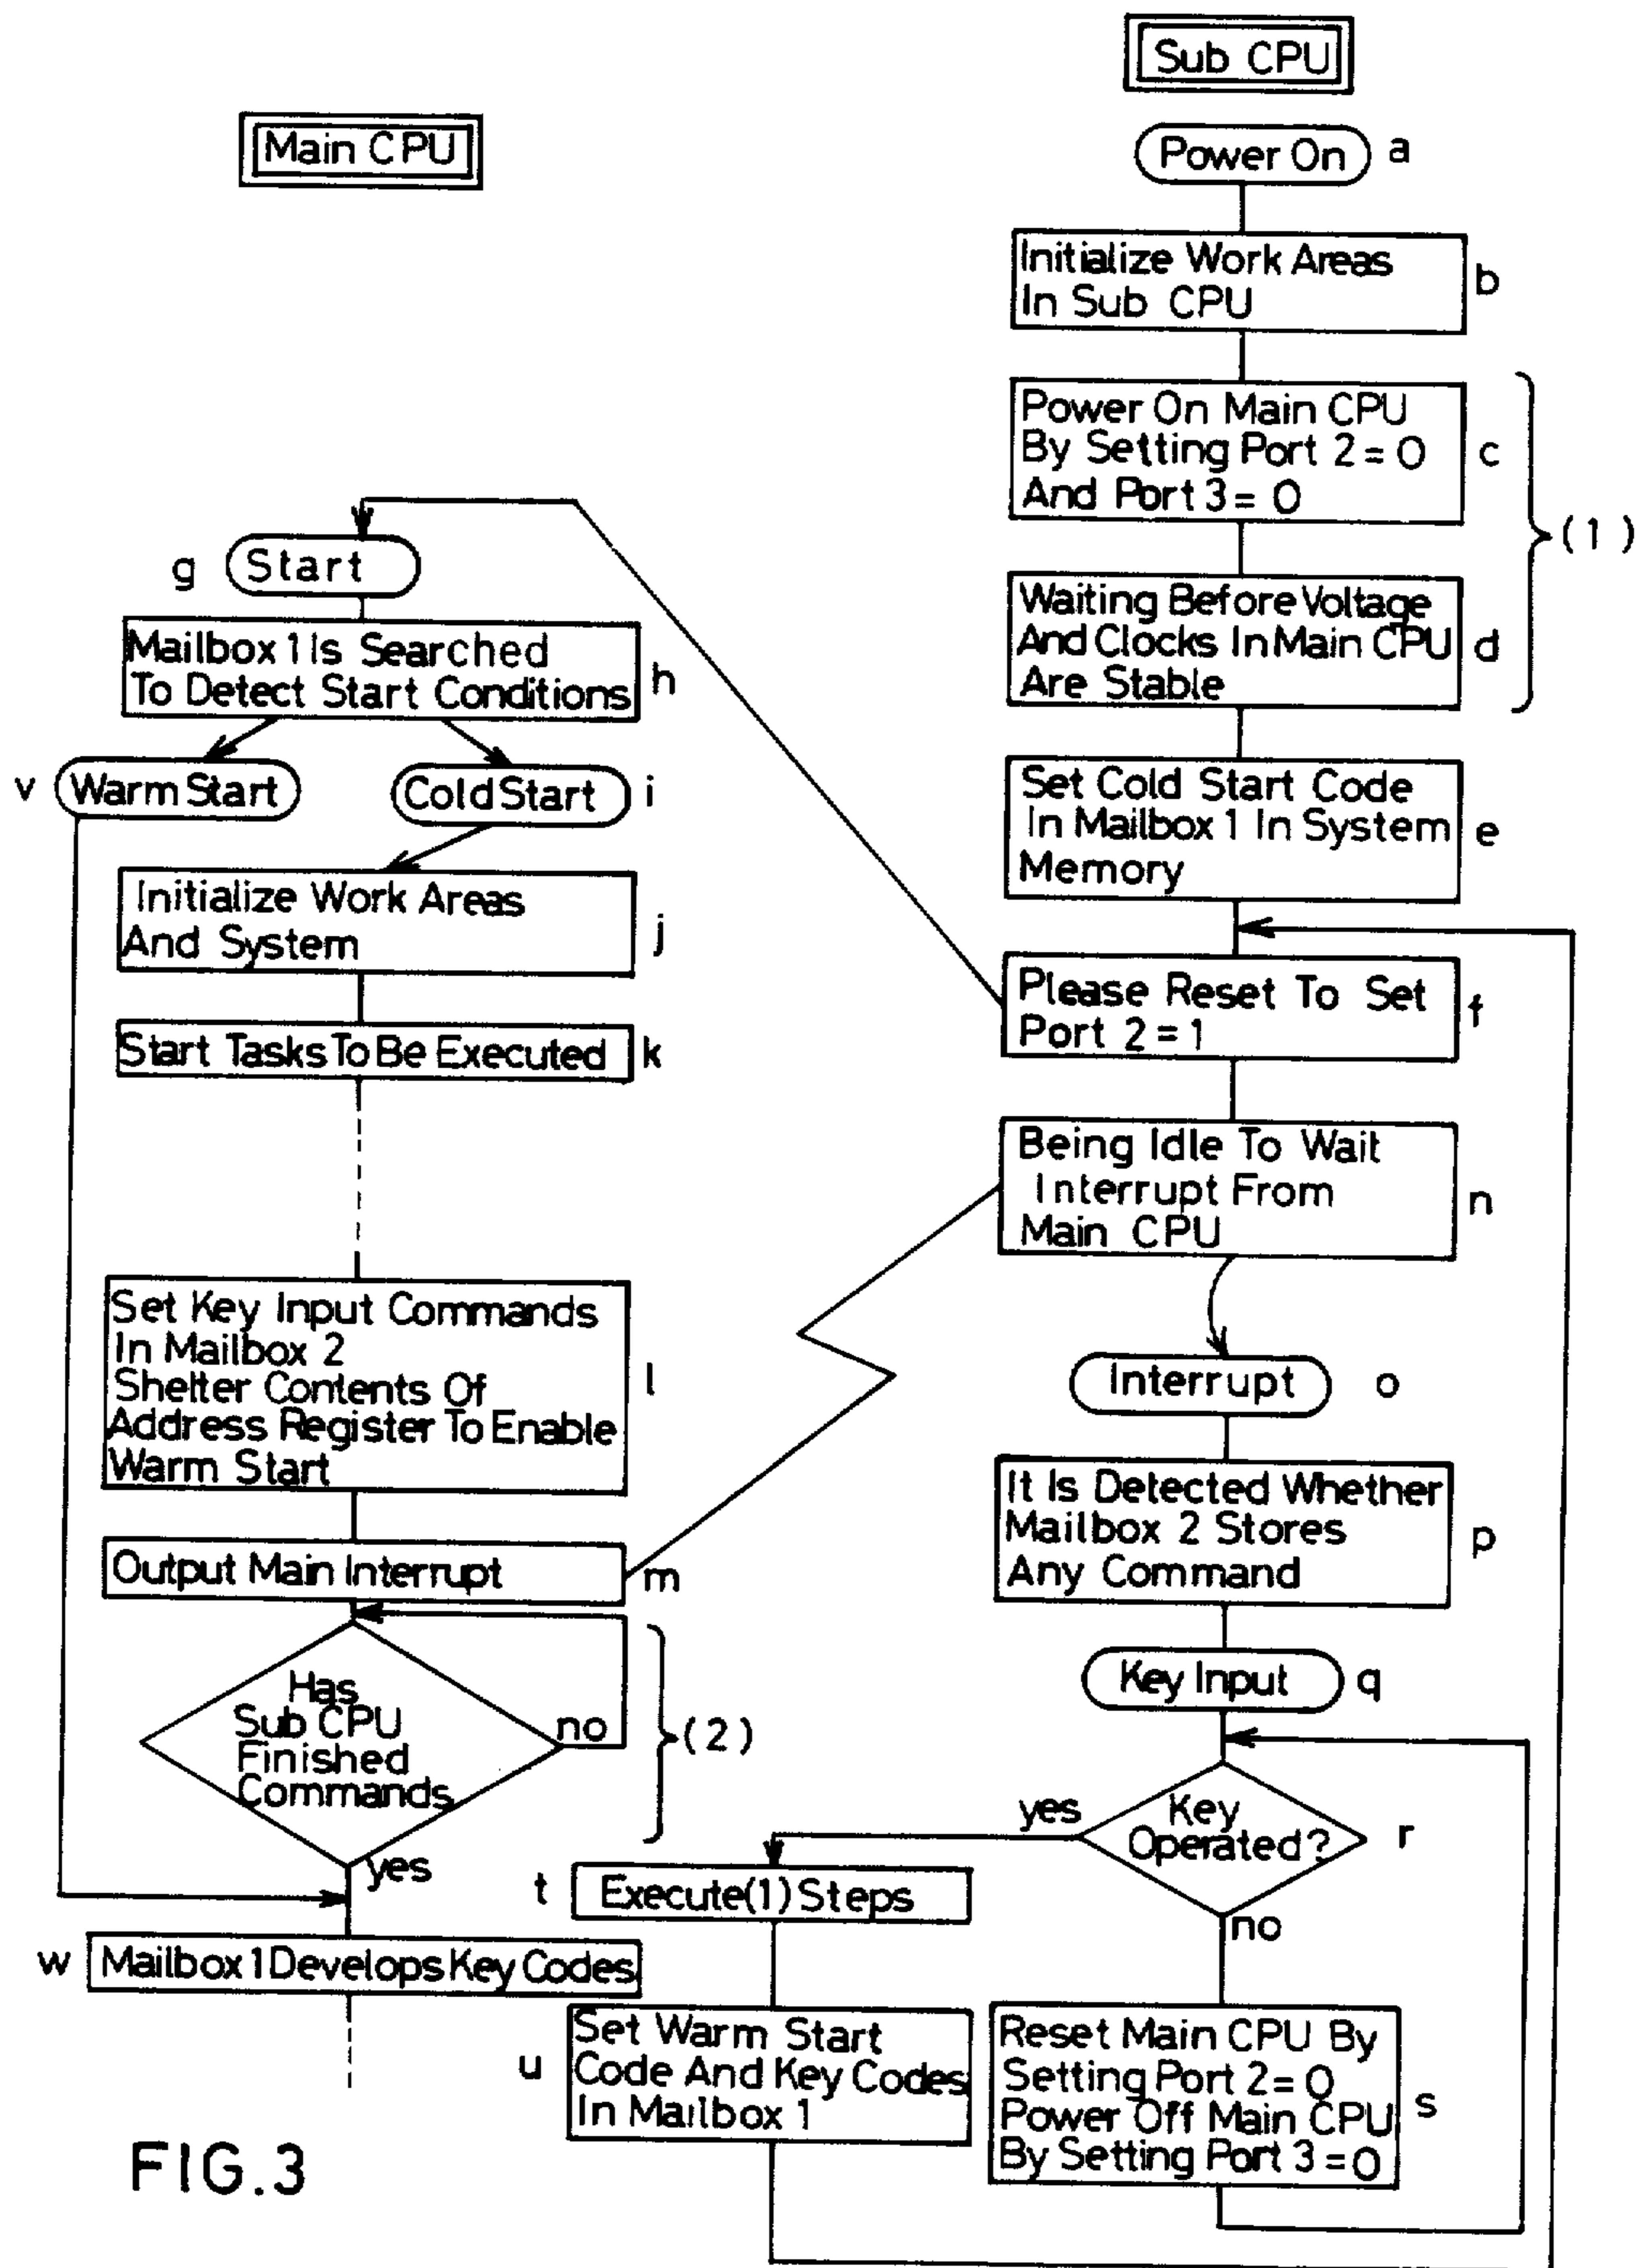 Sub CPU
Main CPU
Power On a
Initialize Work Areas
In Sub CPU
b
Power On Main CPU
By Setting Port 2 = 0
And Port 3 = 0
c
(1)
Waiting Before Voltage
And Clocks In Main CPU
Are Stable
d
Set Cold Start Code
In Mailbox 1 In System
Memory
e
Please Reset To Set
Port 2 = 1
f
g Start
Mailbox 1 Is Searched
To Detect Start Conditions
h
v Warm Start
Cold Start i
Initialize Work Areas
And System
j
Start Tasks To Be Executed k
Being Idle To Wait
Interrupt From
Main CPU
n
Set Key Input Commands
In Mailbox 2
Shelter Contents Of
Address Register To Enable
Warm Start
l
Output Main Interrupt m
Interrupt o
It Is Detected Whether
Mailbox 2 Stores
Any Command
p
Key Input q
Has
Sub CPU
Finished
Commands
no
(2)
yes
Key
Operated?
r
yes
no
t Execute (1) Steps
w Mailbox 1 Develops Key Codes
u
Set Warm Start
Code And Key Codes
In Mailbox 1
Reset Main CPU By
Setting Port 2 = 0
Power Off Main CPU
By Setting Port 3 = 0
s
FIG.3